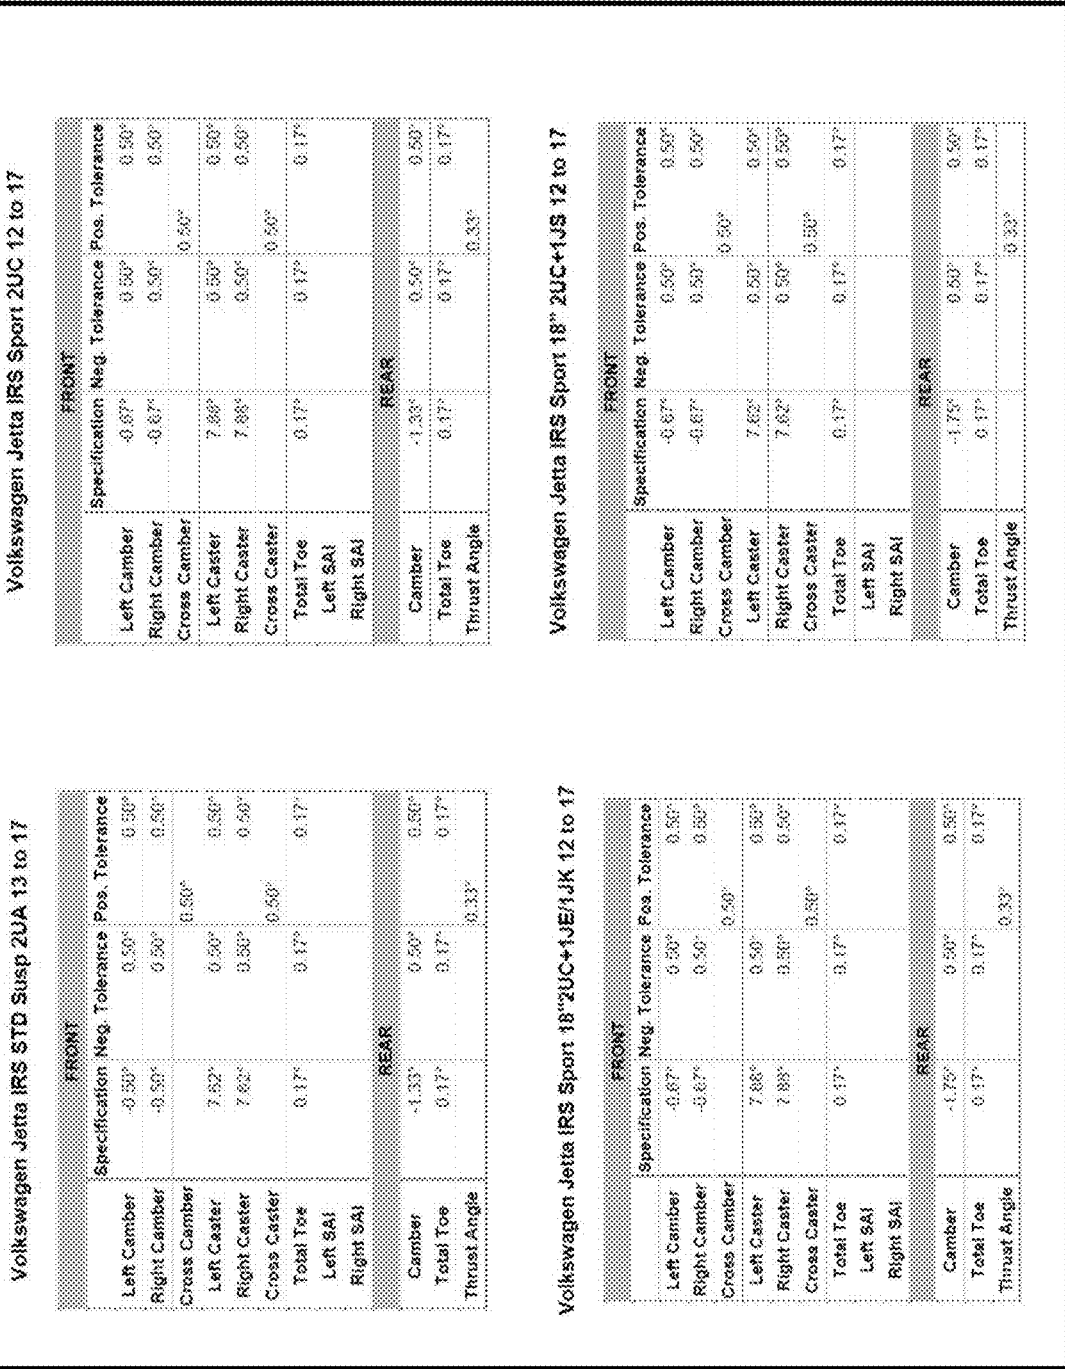 Volkswagen Jetta IRS STD Susp 2UA 13 to 17
FRONT
Specification Neg. Tolerance Pos. Tolerance
Left Camber -0.50° 0.50° 0.50°
Right Camber -0.50° 0.50° 0.50°
Cross Camber 0.50°
Left Caster 7.62° 0.50° 0.50°
Right Caster 7.62° 0.50° 0.50°
Cross Caster 0.50°
Total Toe 0.17° 0.17° 0.17°
Left SAI
Right SAI
REAR
Camber -1.33° 0.50° 0.50°
Total Toe 0.17° 0.17° 0.17°
Thrust Angle 0.33°
Volkswagen Jetta IRS Sport 2UC 12 to 17
FRONT
Specification Neg. Tolerance Pos. Tolerance
Left Camber -0.67° 0.50° 0.50°
Right Camber -0.67° 0.50° 0.50°
Cross Camber 0.50°
Left Caster 7.88° 0.50° 0.50°
Right Caster 7.88° 0.50° 0.50°
Cross Caster 0.50°
Total Toe 0.17° 0.17° 0.17°
Left SAI
Right SAI
REAR
Camber -1.33° 0.50° 0.50°
Total Toe 0.17° 0.17° 0.17°
Thrust Angle 0.33°
Volkswagen Jetta IRS Sport 18"2UC+1JE/1JK 12 to 17
FRONT
Specification Neg. Tolerance Pos. Tolerance
Left Camber -0.67° 0.50° 0.50°
Right Camber -0.67° 0.50° 0.50°
Cross Camber 0.50°
Left Caster 7.88° 0.50° 0.50°
Right Caster 7.88° 0.50° 0.50°
Cross Caster 0.50°
Total Toe 0.17° 0.17° 0.17°
Left SAI
Right SAI
REAR
Camber -1.75° 0.50° 0.50°
Total Toe 0.17° 0.17° 0.17°
Thrust Angle 0.33°
Volkswagen Jetta IRS Sport 18" 2UC+1JS 12 to 17
FRONT
Specification Neg. Tolerance Pos. Tolerance
Left Camber -0.67° 0.50° 0.50°
Right Camber -0.67° 0.50° 0.50°
Cross Camber 0.50°
Left Caster 7.62° 0.50° 0.50°
Right Caster 7.62° 0.50° 0.50°
Cross Caster 0.50°
Total Toe 0.17° 0.17° 0.17°
Left SAI
Right SAI
REAR
Camber -1.75° 0.50° 0.50°
Total Toe 0.17° 0.17° 0.17°
Thrust Angle 0.33°